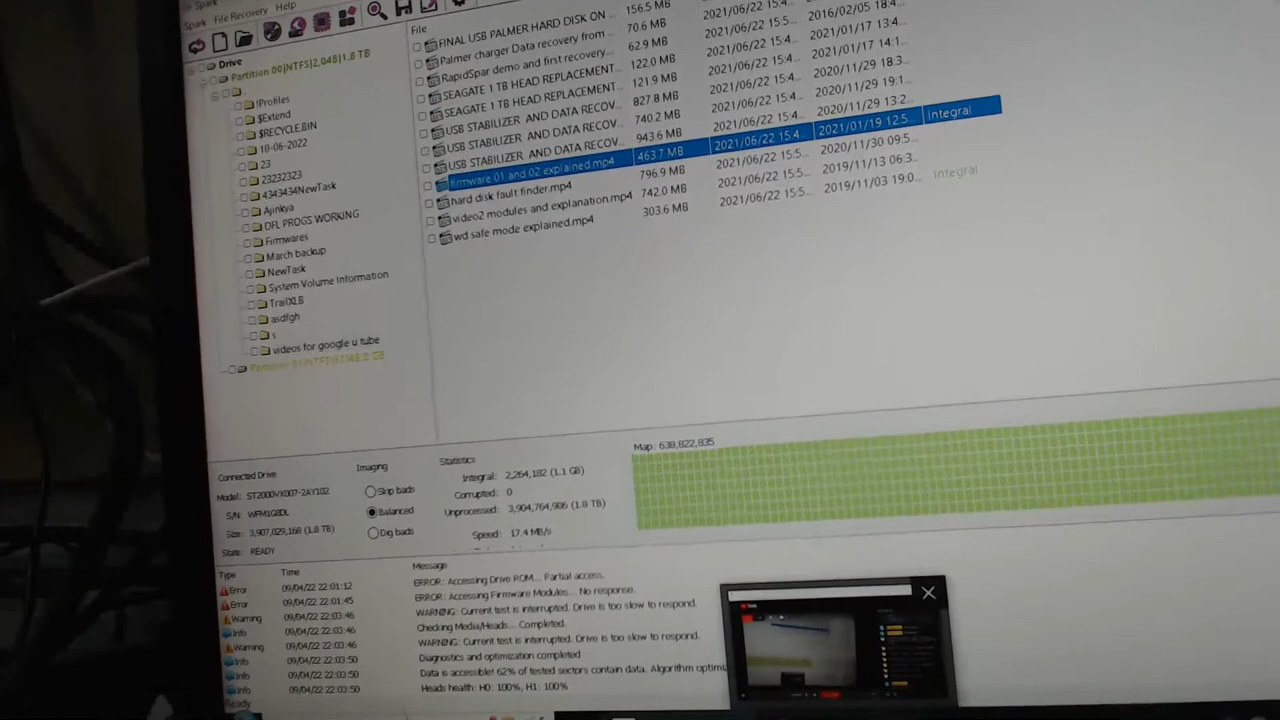 Spark
Spark File Recovery Help
Drive
Partition 00|NTFS|2,048|1.8 TB
.
!Profiles
$Extend
$RECYCLE.BIN
10-06-2022
23
23232323
4343434NewTask
Ajinkya
DFL PROGS WORKING
Firmwares
March backup
NewTask
System Volume Information
TrailXLB
asdfgh
s
videos for google u tube
File
FINAL USB PALMER HARD DISK ON ... 156.5 MB 2021/06/22 15:4...
Palmer charger Data recovery from ... 70.6 MB 2021/06/22 15:4... 2016/02/05 18:4...
RapidSpar demo and first recovery... 62.9 MB 2021/06/22 15:4... 2021/01/17 13:4...
SEAGATE 1 TB HEAD REPLACEMENT... 122.0 MB 2021/06/22 15:4... 2021/01/17 14:1...
SEAGATE 1 TB HEAD REPLACEMENT... 121.9 MB 2021/06/22 15:4... 2020/11/29 18:3...
USB STABILIZER AND DATA RECOV... 827.8 MB 2021/06/22 15:4... 2020/11/29 19:1...
USB STABILIZER AND DATA RECOV... 740.2 MB 2021/06/22 15:4... 2020/11/29 13:2...
USB STABILIZER AND DATA RECOV... 943.6 MB
firmware 01 and 02 explained.mp4 463.7 MB 2021/06/22 15:4... 2021/01/19 12:5... Integral
hard disk fault finder.mp4 796.9 MB 2021/06/22 15:5... 2020/11/30 09:5...
video2 modules and explanation.mp4 742.0 MB 2021/06/22 15:5... 2019/11/13 06:3...
wd safe mode explained.mp4 303.6 MB 2021/06/22 15:5... 2019/11/03 19:0... Integral
Connected Drive
Model: ST2000VX007-2AY102
S/N: WFM1G8DL
Size: 3,907,029,168 (1.8 TB)
State: READY
Imaging
Skip bads
Balanced
Dig bads
Statistics
Integral: 2,264,182 (1.1 GB)
Corrupted: 0
Unprocessed: 3,904,764,986 (1.8 TB)
Speed: 17.4 MB/s
Map: 638,822,835
Type Time Message
Error 09/04/22 22:01:12 ERROR: Accessing Drive ROM... Partial access.
Error 09/04/22 22:01:45 ERROR: Accessing Firmware Modules... No response.
Warning 09/04/22 22:03:46 WARNING: Current test is interrupted. Drive is too slow to respond.
Info 09/04/22 22:03:46 Checking Media/Heads... Completed.
Warning 09/04/22 22:03:46 WARNING: Current test is interrupted. Drive is too slow to respond.
Info 09/04/22 22:03:50 Diagnostics and optimization completed
Info 09/04/22 22:03:50 Data is accessible! 62% of tested sectors contain data. Algorithm optimi
Info 09/04/22 22:03:50 Heads health: H0: 100%, H1: 100%
Ready